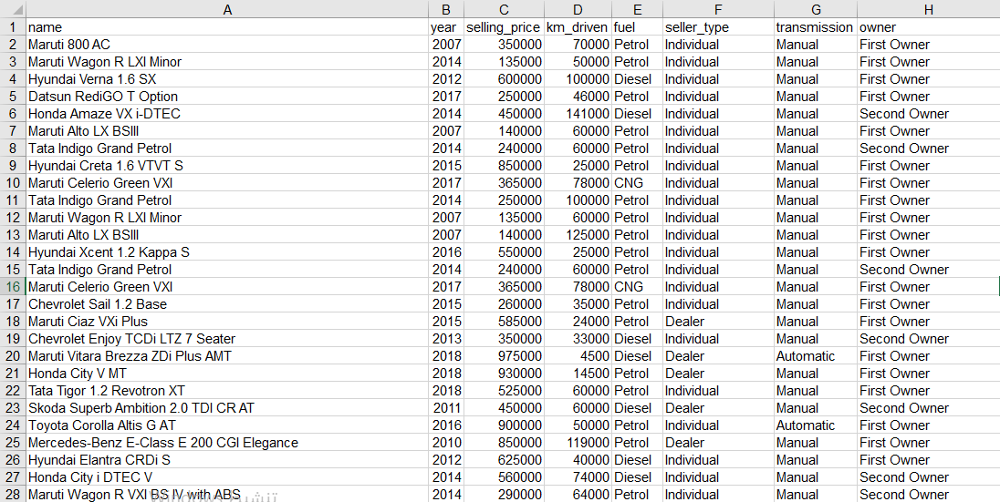 A B C D E F G H
1 name year selling_price km_driven fuel seller_type transmission owner
2 Maruti 800 AC 2007 350000 70000 Petrol Individual Manual First Owner
3 Maruti Wagon R LXI Minor 2014 135000 50000 Petrol Individual Manual First Owner
4 Hyundai Verna 1.6 SX 2012 600000 100000 Diesel Individual Manual First Owner
5 Datsun RediGO T Option 2017 250000 46000 Petrol Individual Manual First Owner
6 Honda Amaze VX i-DTEC 2014 450000 141000 Diesel Individual Manual Second Owner
7 Maruti Alto LX BSIII 2007 140000 60000 Petrol Individual Manual First Owner
8 Tata Indigo Grand Petrol 2014 240000 60000 Petrol Individual Manual Second Owner
9 Hyundai Creta 1.6 VTVT S 2015 850000 25000 Petrol Individual Manual First Owner
10 Maruti Celerio Green VXI 2017 365000 78000 CNG Individual Manual First Owner
11 Tata Indigo Grand Petrol 2014 250000 100000 Petrol Individual Manual First Owner
12 Maruti Wagon R LXI Minor 2007 135000 60000 Petrol Individual Manual First Owner
13 Maruti Alto LX BSIII 2007 140000 125000 Petrol Individual Manual First Owner
14 Hyundai Xcent 1.2 Kappa S 2016 550000 25000 Petrol Individual Manual First Owner
15 Tata Indigo Grand Petrol 2014 240000 60000 Petrol Individual Manual Second Owner
16 Maruti Celerio Green VXI 2017 365000 78000 CNG Individual Manual First Owner
17 Chevrolet Sail 1.2 Base 2015 260000 35000 Petrol Individual Manual First Owner
18 Maruti Ciaz VXi Plus 2015 585000 24000 Petrol Dealer Manual First Owner
19 Chevrolet Enjoy TCDi LTZ 7 Seater 2013 350000 33000 Diesel Individual Manual Second Owner
20 Maruti Vitara Brezza ZDi Plus AMT 2018 975000 4500 Diesel Dealer Automatic First Owner
21 Honda City V MT 2018 930000 14500 Petrol Dealer Manual First Owner
22 Tata Tigor 1.2 Revotron XT 2018 525000 60000 Petrol Individual Manual First Owner
23 Skoda Superb Ambition 2.0 TDI CR AT 2011 450000 60000 Diesel Dealer Manual Second Owner
24 Toyota Corolla Altis G AT 2016 900000 50000 Petrol Individual Automatic First Owner
25 Mercedes-Benz E-Class E 200 CGI Elegance 2010 850000 119000 Petrol Dealer Manual First Owner
26 Hyundai Elantra CRDi S 2012 625000 40000 Diesel Individual Manual First Owner
27 Honda City i DTEC V 2014 560000 74000 Diesel Individual Manual Second Owner
28 Maruti Wagon R VXI BS IV with ABS 2014 290000 64000 Petrol Individual Manual Second Owner